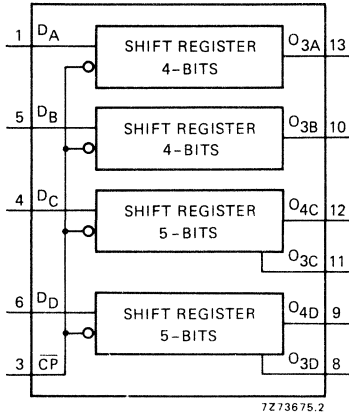 1 DA SHIFT REGISTER 4-BITS O3A 13
5 DB SHIFT REGISTER 4-BITS O3B 10
4 DC SHIFT REGISTER 5-BITS O4C 12
O3C 11
6 DD SHIFT REGISTER 5-BITS O4D 9
3 C̅P̅ O3D 8
7Z73675.2